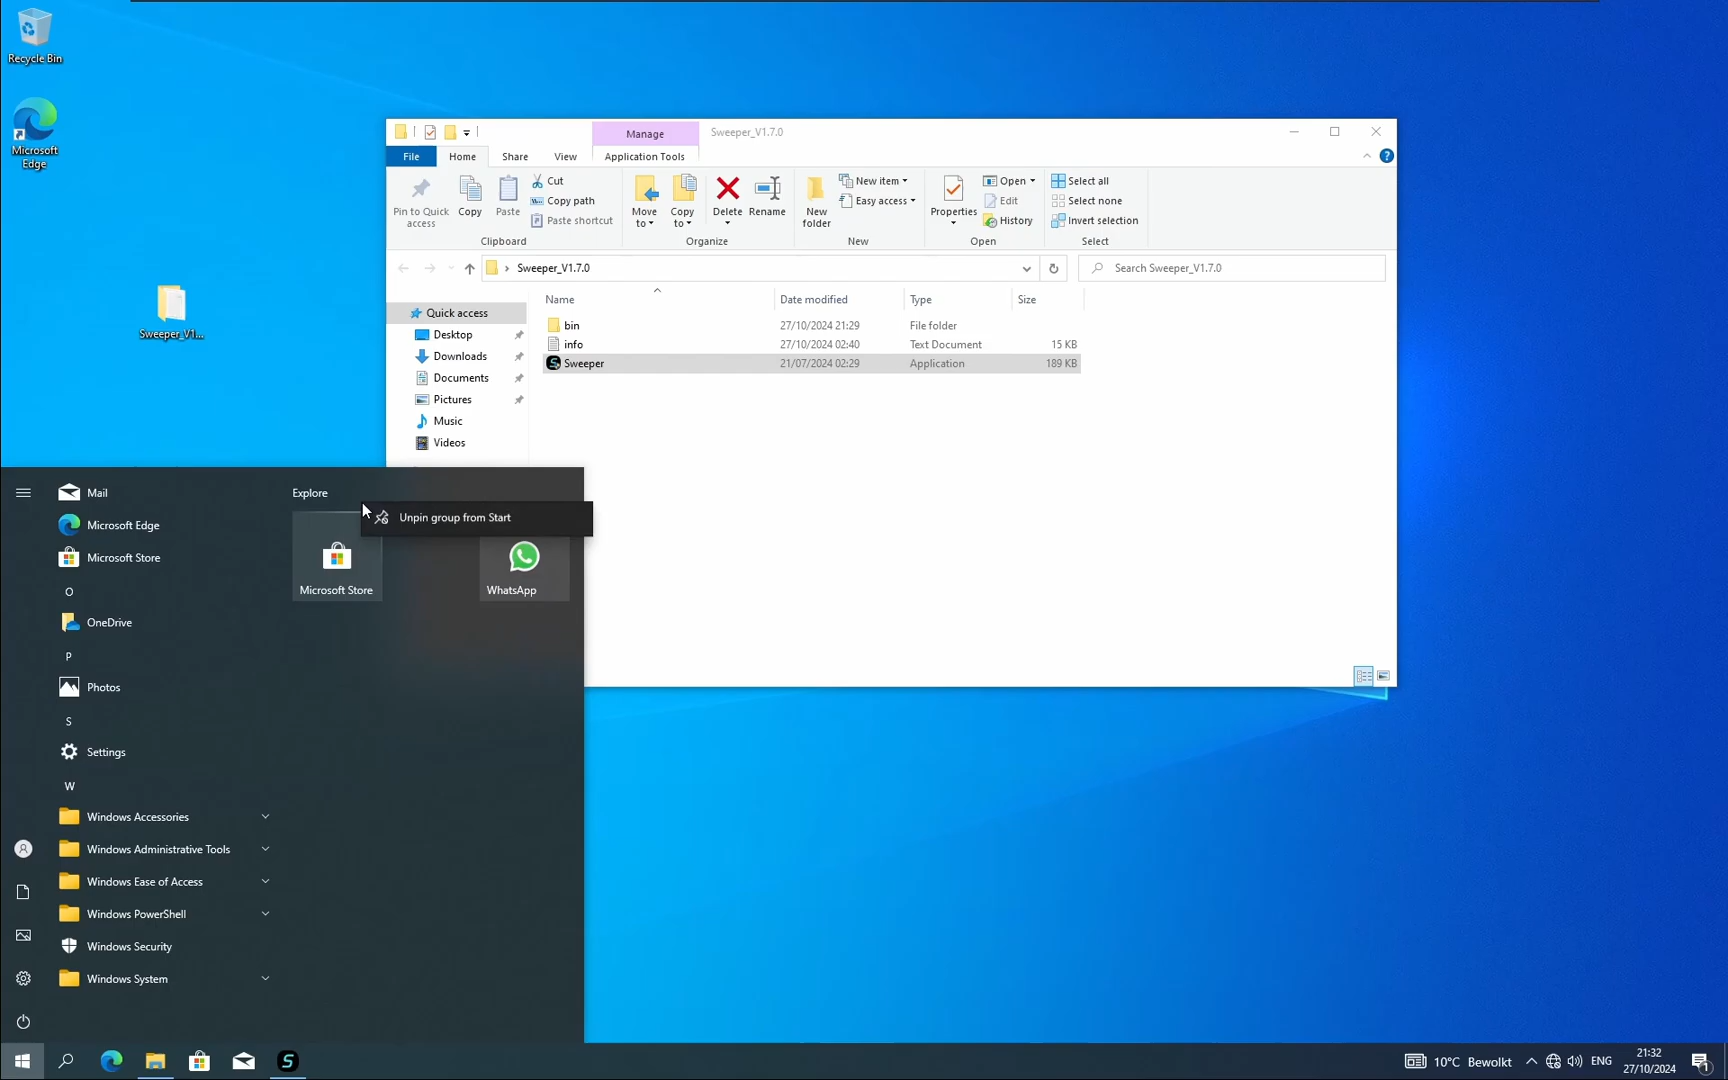 Recycle Bin
Microsoft
Edge
Sweeper_V1...
Manage
Sweeper_V1.7.0
File
Home
Share
View
Application Tools
Pin to Quick
access
Copy
Paste
Cut
Copy path
Paste shortcut
Clipboard
Move
to
Copy
to
Delete
Rename
Organize
New
folder
New item
Easy access
New
Properties
Open
Edit
History
Open
Select all
Select none
Invert selection
Select
Sweeper_V1.7.0
Search Sweeper_V1.7.0
Name
Date modified
Type
Size
Quick access
Desktop
Downloads
Documents
Pictures
Music
Videos
bin 27/10/2024 21:29 File folder
info 27/10/2024 02:40 Text Document 15 KB
Sweeper 21/07/2024 02:29 Application 189 KB
Mail
Microsoft Edge
Microsoft Store
O
OneDrive
P
Photos
S
Settings
W
Windows Accessories
Windows Administrative Tools
Windows Ease of Access
Windows PowerShell
Windows Security
Windows System
Explore
Unpin group from Start
Microsoft Store
WhatsApp
10°C Bewolkt
ENG
21:32
27/10/2024
1